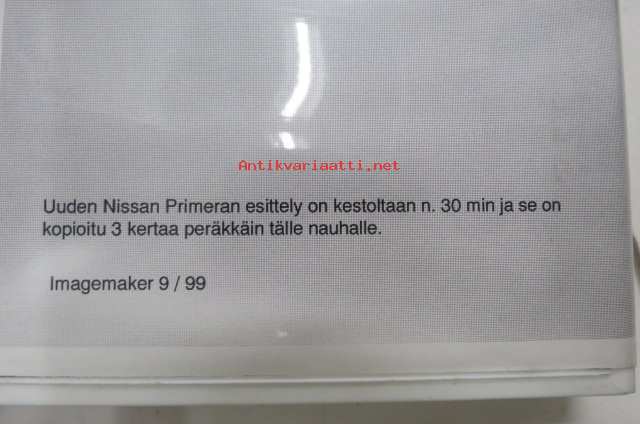 Antikvariaatti.net
Uuden Nissan Primeran esittely on kestoltaan n. 30 min ja se on
kopioitu 3 kertaa peräkkäin tälle nauhalle.
Imagemaker 9 / 99